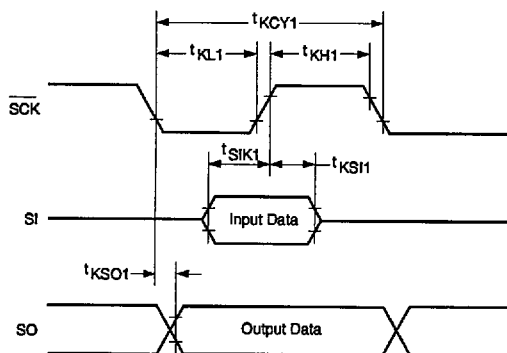 tKCY1
tKL1
tKH1
SCK
tSIK1
tKSI1
SI
Input Data
tKSO1
SO
Output Data